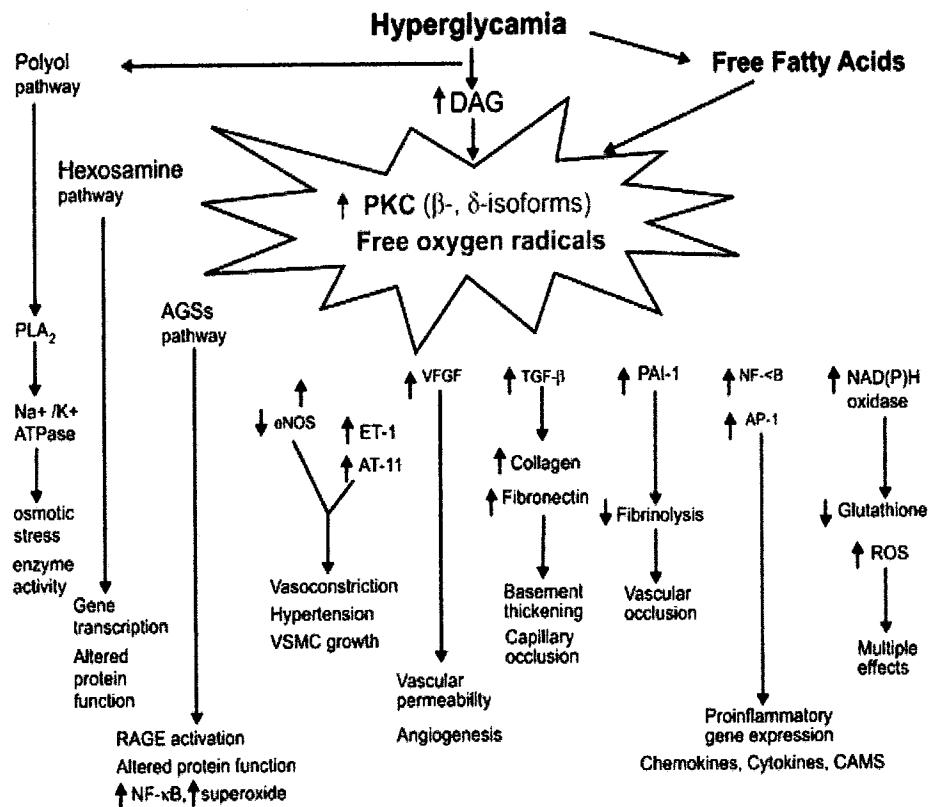 Hyperglycamia
Free Fatty Acids
Polyol
pathway
↑ DAG
Hexosamine
pathway
↑ PKC (β-, δ-isoforms)
Free oxygen radicals
AGSs
pathway
PLA₂
Na+ /K+
ATPase
osmotic
stress
enzyme
activity
Gene
transcription
Altered
protein
function
RAGE activation
Altered protein function
↑ NF-κB, ↑ superoxide
↑
↓ eNOS
↑ ET-1
↑ AT-11
Vasoconstriction
Hypertension
VSMC growth
↑ VFGF
Vascular
permeability
Angiogenesis
↑ TGF-β
↑ Collagen
↑ Fibronectin
Basement
thickening
Capillary
occlusion
↑ PAI-1
↓ Fibrinolysis
Vascular
occlusion
↑ NF-<B
↑ AP-1
Proinflammatory
gene expression
Chemokines, Cytokines, CAMS
↑ NAD(P)H
oxidase
↓ Glutathione
↑ ROS
Multiple
effects